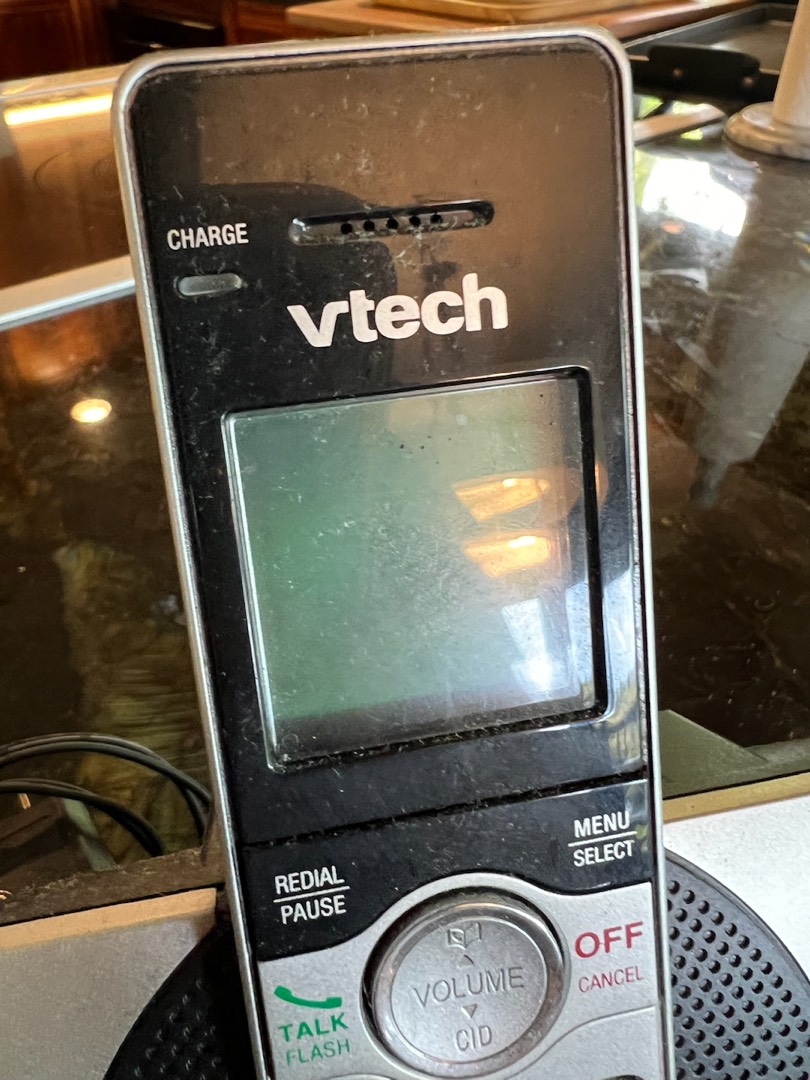 CHARGE
vtech
MENU
SELECT
REDIAL
PAUSE
OFF
CANCEL
VOLUME
CID
TALK
FLASH